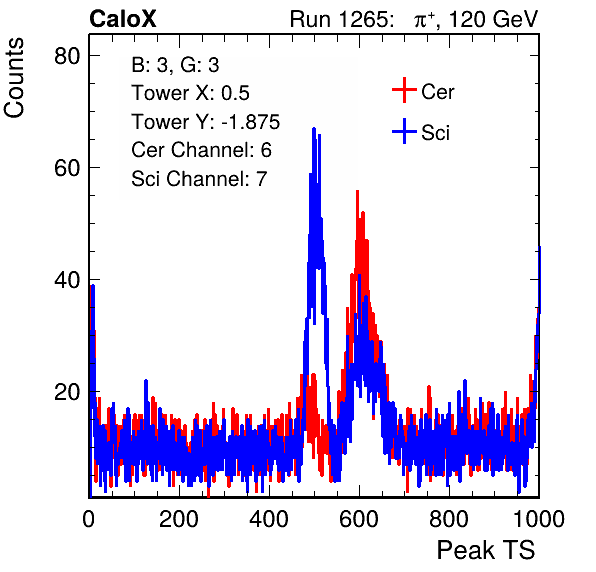 CaloX Run 1265: π+, 120 GeV
Counts
B: 3, G: 3
Tower X: 0.5
Tower Y: -1.875
Cer Channel: 6
Sci Channel: 7
Cer
Sci
80
60
40
20
0 200 400 600 800 1000
Peak TS